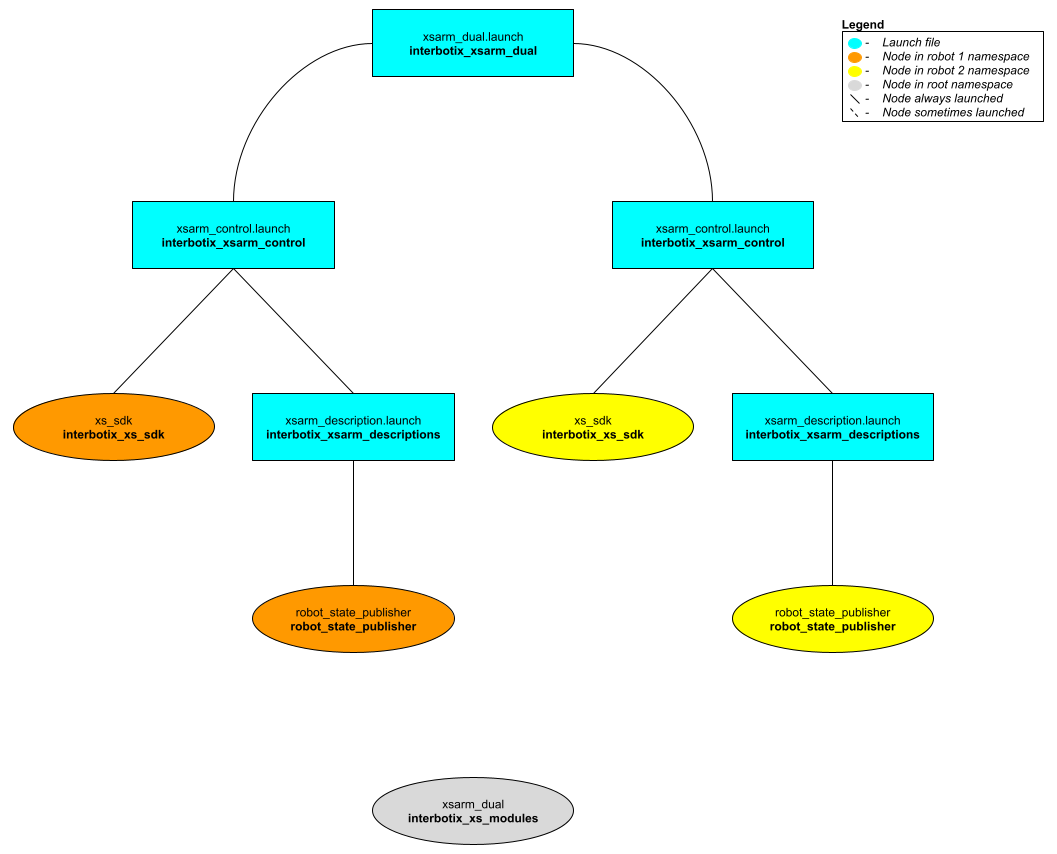 xsarm_dual.launch
interbotix_xsarm_dual
Legend
- Launch file
- Node in robot 1 namespace
- Node in robot 2 namespace
- Node in root namespace
- Node always launched
- Node sometimes launched
xsarm_control.launch
interbotix_xsarm_control
xsarm_control.launch
interbotix_xsarm_control
xs_sdk
interbotix_xs_sdk
xsarm_description.launch
interbotix_xsarm_descriptions
xs_sdk
interbotix_xs_sdk
xsarm_description.launch
interbotix_xsarm_descriptions
robot_state_publisher
robot_state_publisher
robot_state_publisher
robot_state_publisher
xsarm_dual
interbotix_xs_modules